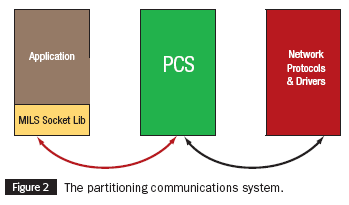 Application
MILS Socket Lib
PCS
Network
Protocols
& Drivers
Figure 2 The partitioning communications system.